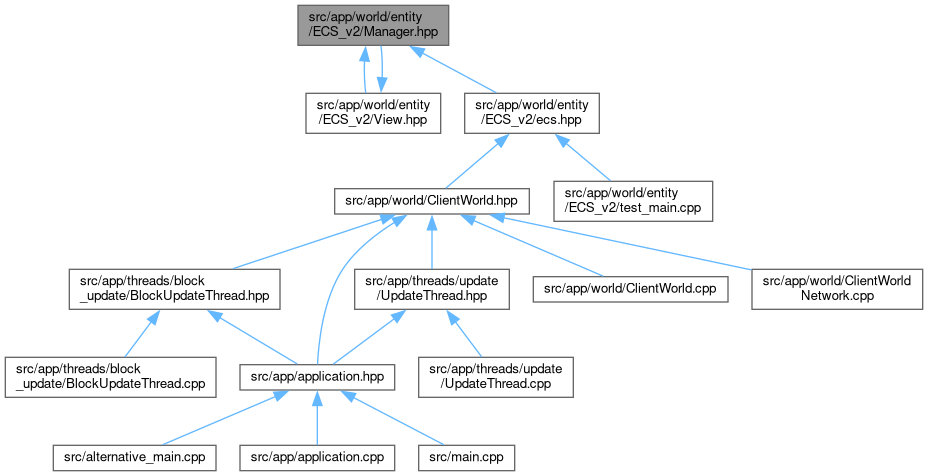 src/app/world/entity
/ECS_v2/Manager.hpp
src/app/world/entity
/ECS_v2/View.hpp
src/app/world/entity
/ECS_v2/ecs.hpp
src/app/world/ClientWorld.hpp
src/app/world/entity
/ECS_v2/test_main.cpp
src/app/threads/block
_update/BlockUpdateThread.hpp
src/app/threads/update
/UpdateThread.hpp
src/app/world/ClientWorld.cpp
src/app/world/ClientWorld
Network.cpp
src/app/threads/block
_update/BlockUpdateThread.cpp
src/app/application.hpp
src/app/threads/update
/UpdateThread.cpp
src/alternative_main.cpp
src/app/application.cpp
src/main.cpp